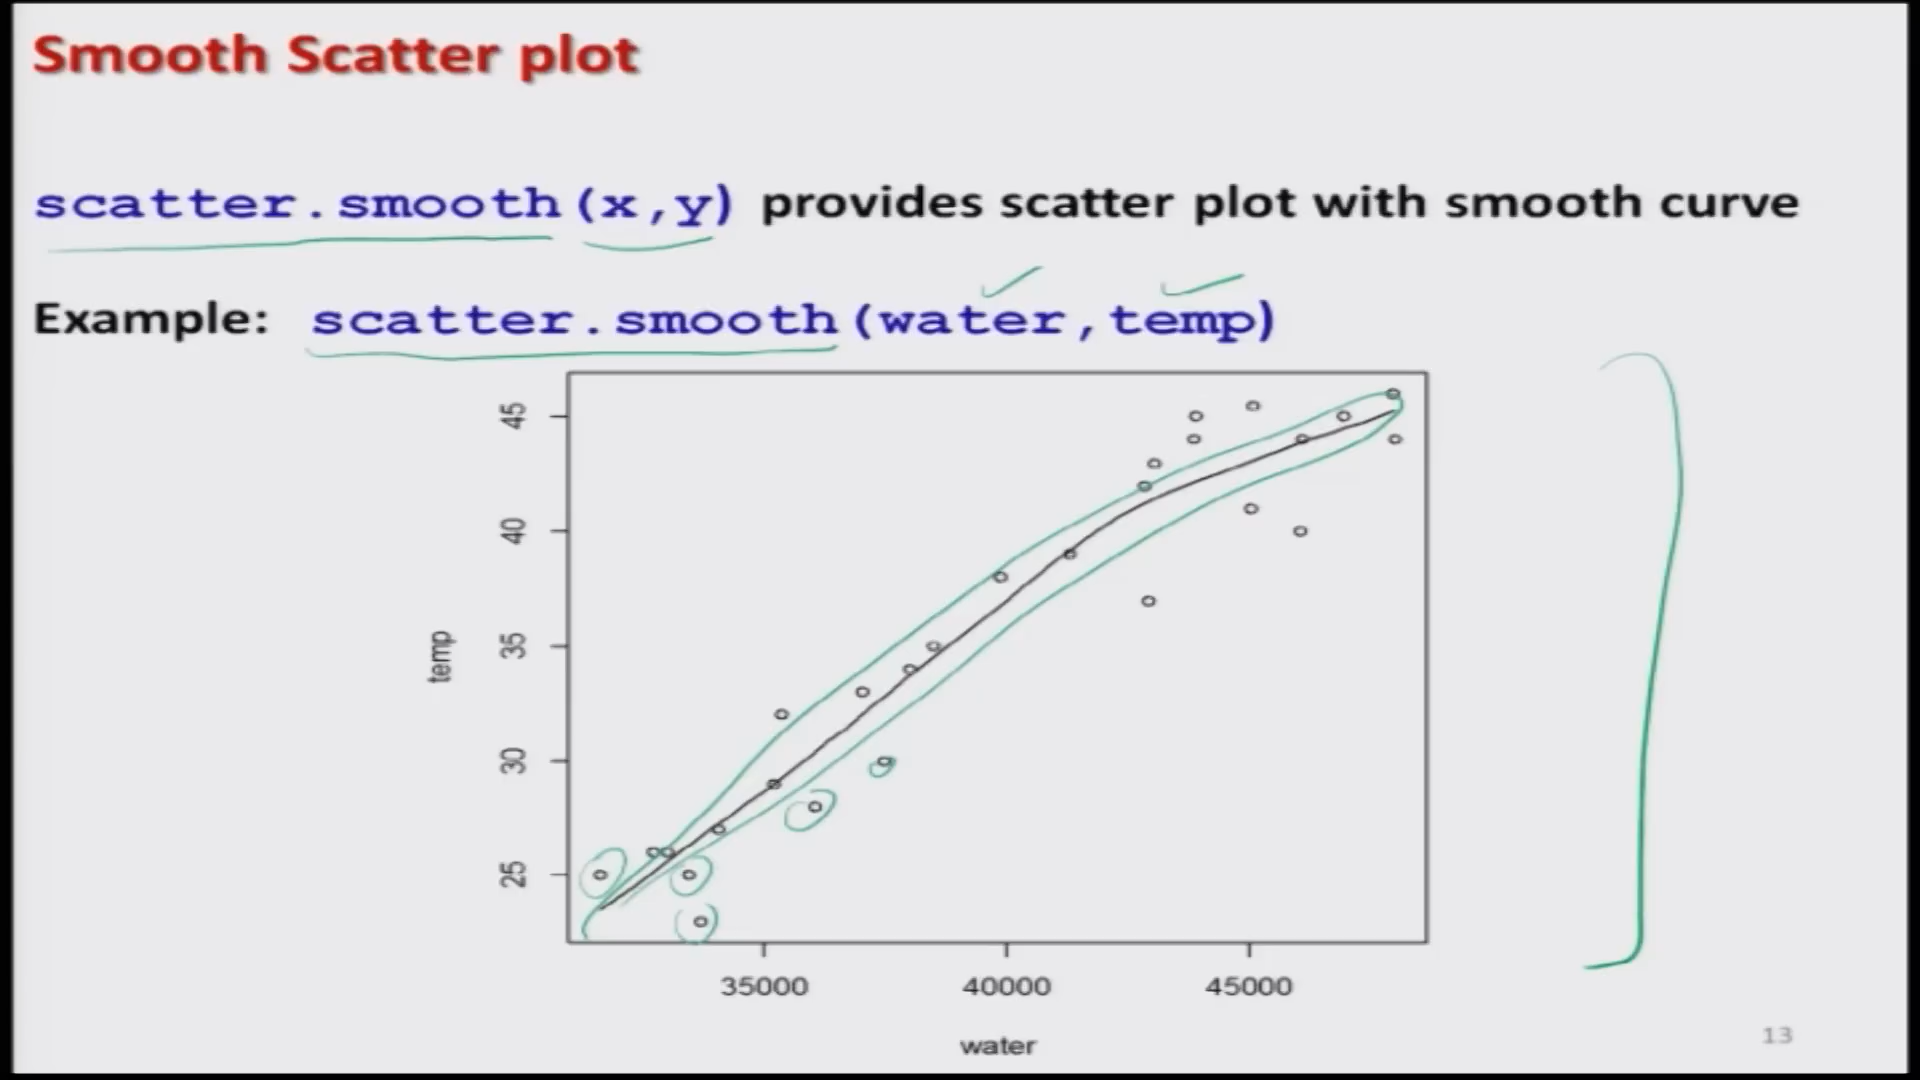 Smooth Scatter plot
scatter.smooth(x,y) provides scatter plot with smooth curve
Example: scatter.smooth(water,temp)
45
40
35
30
25
temp
35000 40000 45000
water
13